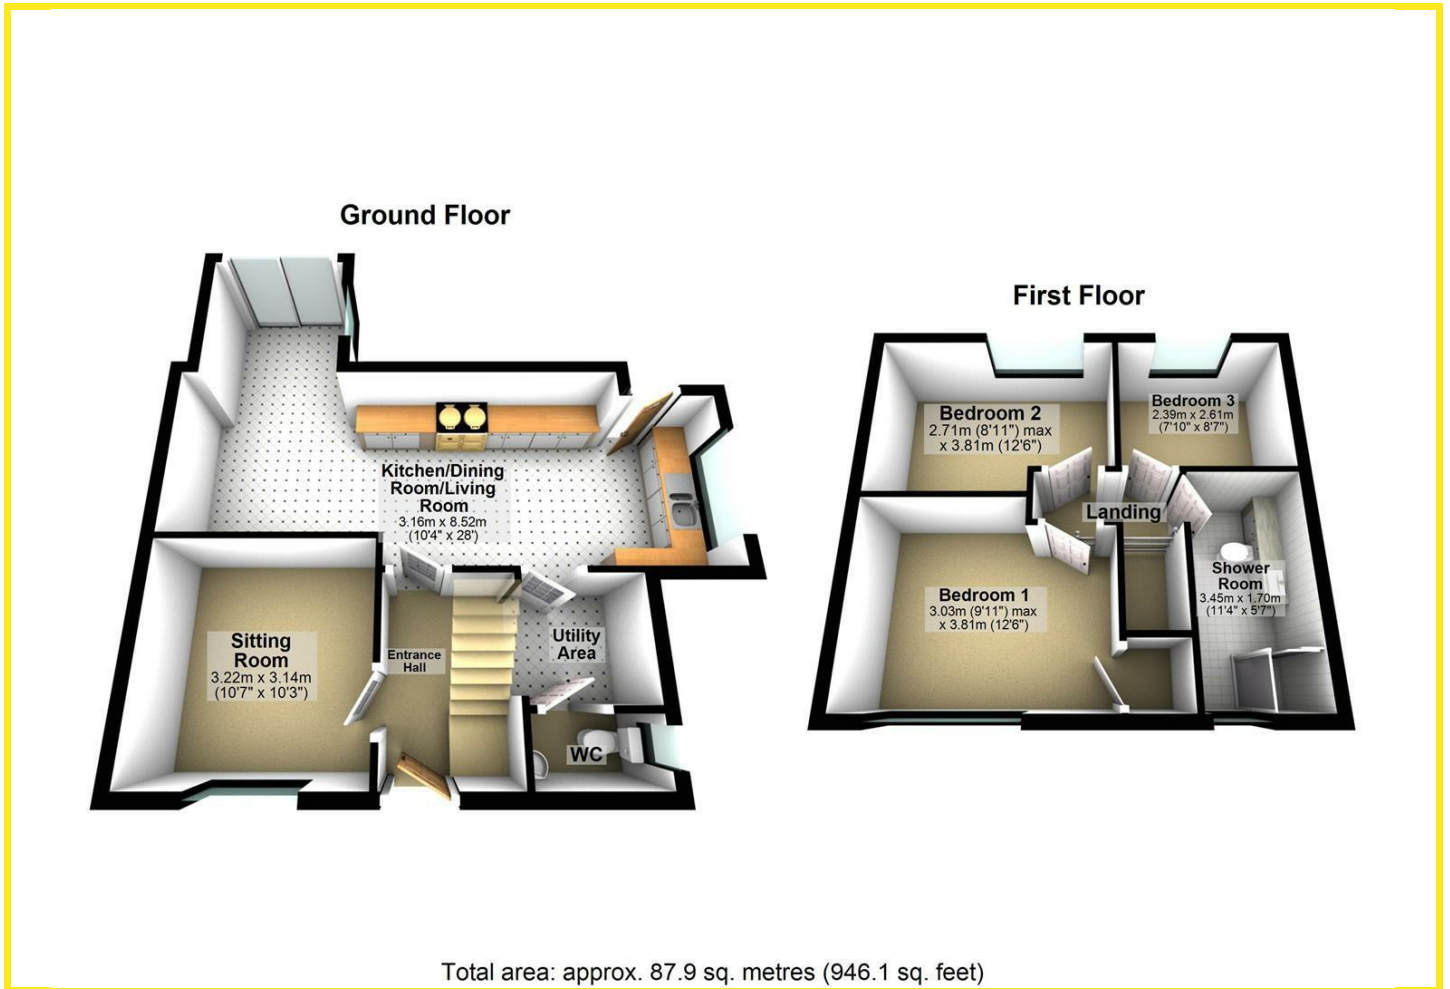 Ground Floor
Kitchen/Dining
Room/Living
Room
3.16m x 8.52m
(10'4" x 28')
Sitting
Room
3.22m x 3.14m
(10'7" x 10'3")
Entrance
Hall
Utility
Area
WC
First Floor
Bedroom 2
2.71m (8'11") max
x 3.81m (12'6")
Bedroom 3
2.39m x 2.61m
(7'10" x 8'7")
Landing
Bedroom 1
3.03m (9'11") max
x 3.81m (12'6")
Shower
Room
3.45m x 1.70m
(11'4" x 5'7")
Total area: approx. 87.9 sq. metres (946.1 sq. feet)